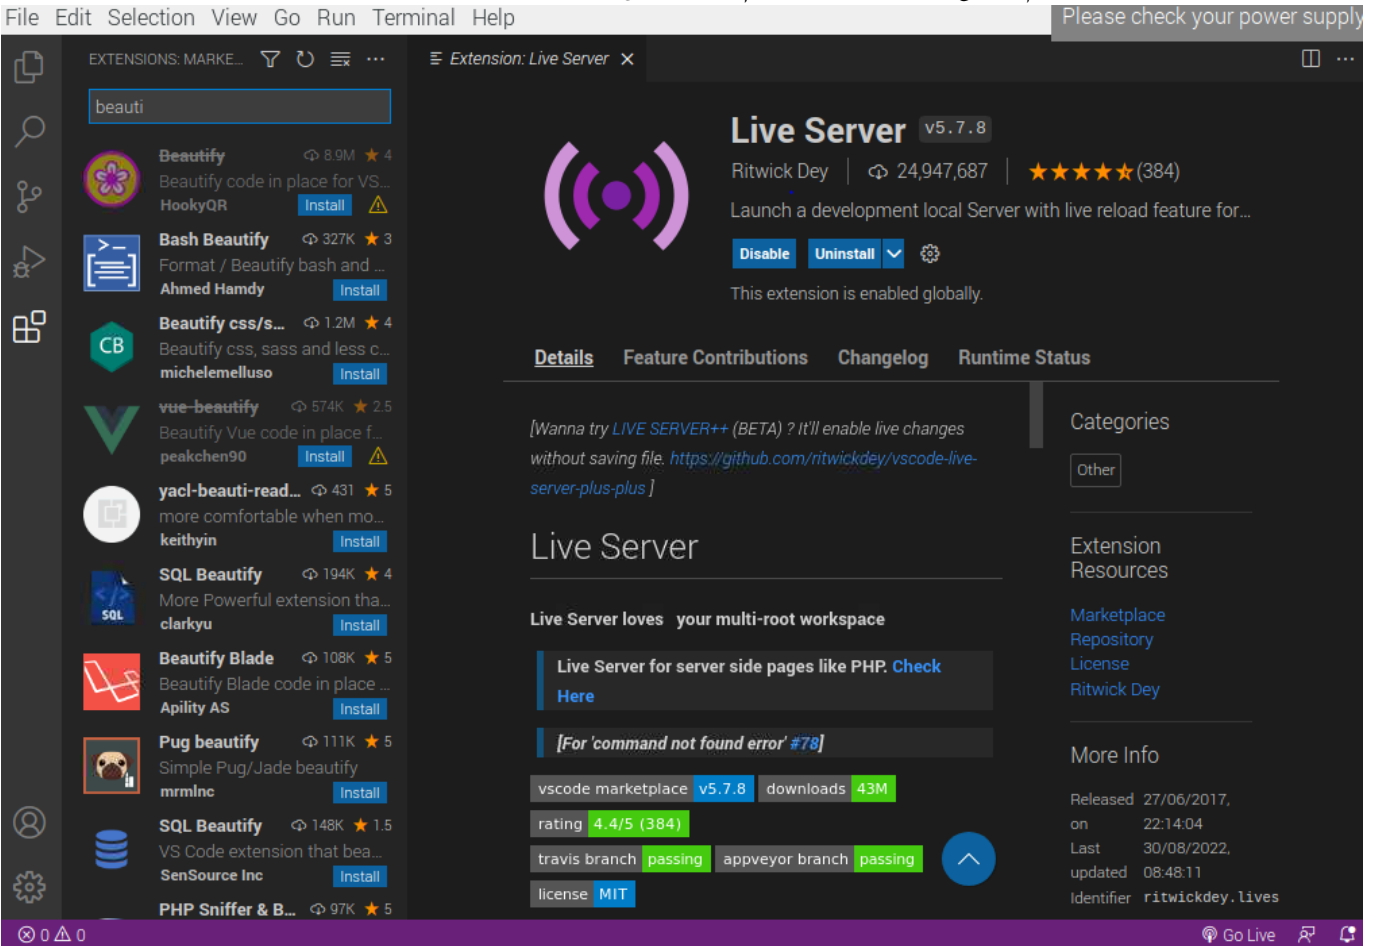 File Edit Selection View Go Run Terminal Help
Please check your power supply
EXTENSIONS: MARKE...
Extension: Live Server
beauti
Beautify 8.9M 4
Beautify code in place for VS...
HookyQR Install
Bash Beautify 327K 3
Format / Beautify bash and ...
Ahmed Hamdy Install
CB
Beautify css/s... 1.2M 4
Beautify css, sass and less c...
michelemelluso Install
vue-beautify 574K 2.5
Beautify Vue code in place f...
peakchen90 Install
yacl-beauti-read... 431 5
more comfortable when mo...
keithyin Install
SQL
SQL Beautify 194K 4
More Powerful extension tha...
clarkyu Install
Beautify Blade 108K 5
Beautify Blade code in place ...
Apility AS Install
Pug beautify 111K 5
Simple Pug/Jade beautify
mrmlnc Install
SQL Beautify 148K 1.5
VS Code extension that bea...
SenSource Inc Install
PHP Sniffer & B... 97K 5
Live Server v5.7.8
Ritwick Dey 24,947,687 (384)
Launch a development local Server with live reload feature for...
Disable Uninstall
This extension is enabled globally.
Details Feature Contributions Changelog Runtime Status
[Wanna try LIVE SERVER++ (BETA) ? It'll enable live changes
without saving file. https://github.com/ritwickdey/vscode-live-
server-plus-plus ]
Live Server
Live Server loves your multi-root workspace
Live Server for server side pages like PHP. Check
Here
[For 'command not found error' #78]
vscode marketplace v5.7.8 downloads 43M
rating 4.4/5 (384)
travis branch passing appveyor branch passing
license MIT
Categories
Other
Extension
Resources
Marketplace
Repository
License
Ritwick Dey
More Info
Released 27/06/2017,
on 22:14:04
Last 30/08/2022,
updated 08:48:11
Identifier ritwickdey.lives
0 0
Go Live